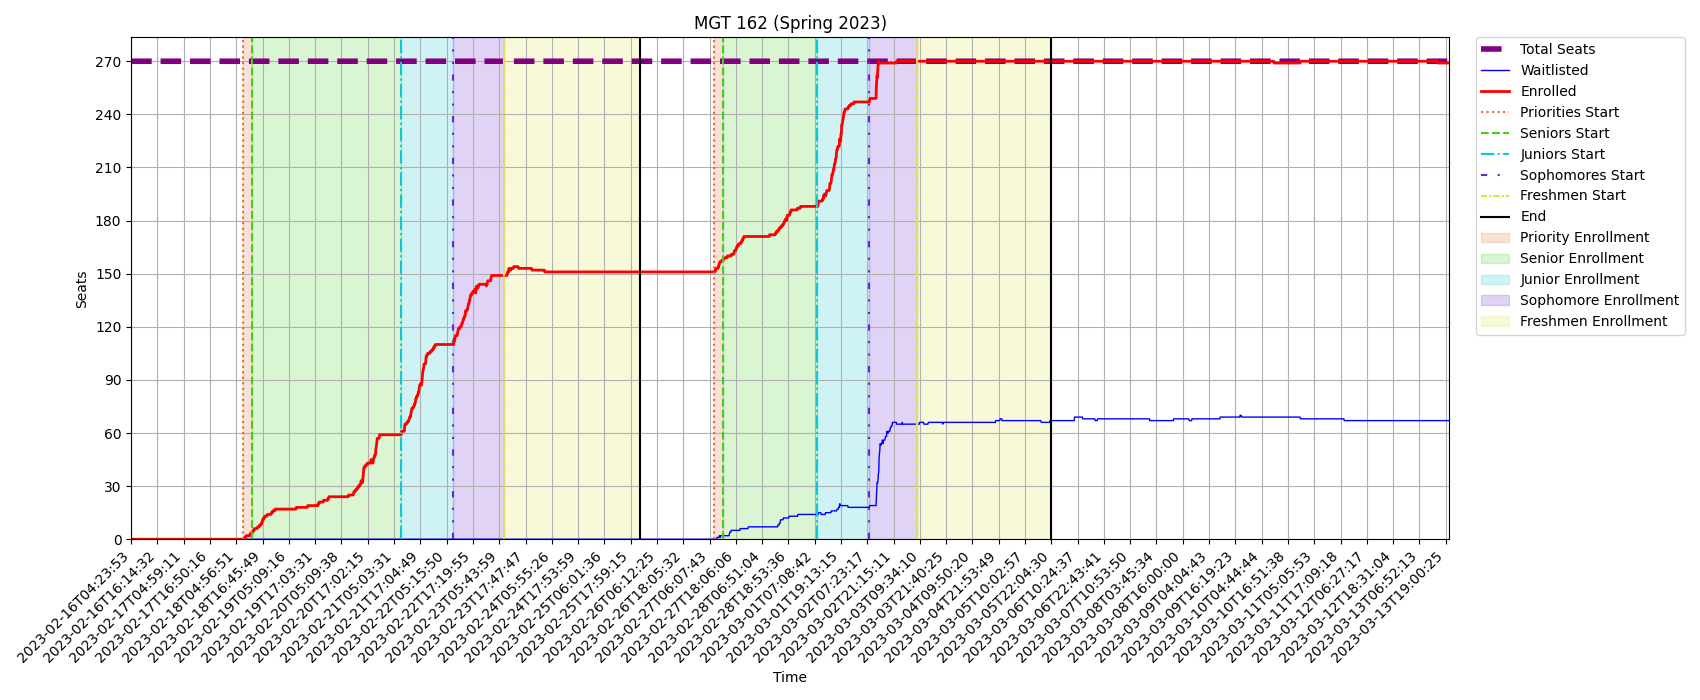 MGT 162 (Spring 2023)
Seats
270
240
210
180
150
120
90
60
30
0
2023-02-16T04:23:53
2023-02-16T16:14:32
2023-02-17T04:59:11
2023-02-17T16:50:16
2023-02-18T04:56:51
2023-02-18T16:45:49
2023-02-19T05:09:16
2023-02-19T17:03:31
2023-02-20T05:09:38
2023-02-20T17:02:15
2023-02-21T05:03:31
2023-02-21T17:04:49
2023-02-22T05:15:50
2023-02-22T17:19:55
2023-02-23T05:43:59
2023-02-23T17:47:47
2023-02-24T05:55:26
2023-02-24T17:53:59
2023-02-25T06:01:36
2023-02-25T17:59:15
2023-02-26T06:12:25
2023-02-26T18:05:32
2023-02-27T06:07:43
2023-02-27T18:06:06
2023-02-28T06:51:04
2023-02-28T18:53:36
2023-03-01T07:08:42
2023-03-01T19:13:15
2023-03-02T07:23:17
2023-03-02T21:15:11
2023-03-03T09:34:10
2023-03-03T21:40:25
2023-03-04T09:50:20
2023-03-04T21:53:49
2023-03-05T10:02:57
2023-03-05T22:04:30
2023-03-06T10:24:37
2023-03-06T22:43:41
2023-03-07T10:53:50
2023-03-08T03:45:34
2023-03-08T16:00:00
2023-03-09T04:04:43
2023-03-09T16:19:23
2023-03-10T04:44:44
2023-03-10T16:51:38
2023-03-11T05:05:53
2023-03-11T17:09:18
2023-03-12T06:27:17
2023-03-12T18:31:04
2023-03-13T06:52:13
2023-03-13T19:00:25
Time
Total Seats
Waitlisted
Enrolled
Priorities Start
Seniors Start
Juniors Start
Sophomores Start
Freshmen Start
End
Priority Enrollment
Senior Enrollment
Junior Enrollment
Sophomore Enrollment
Freshmen Enrollment